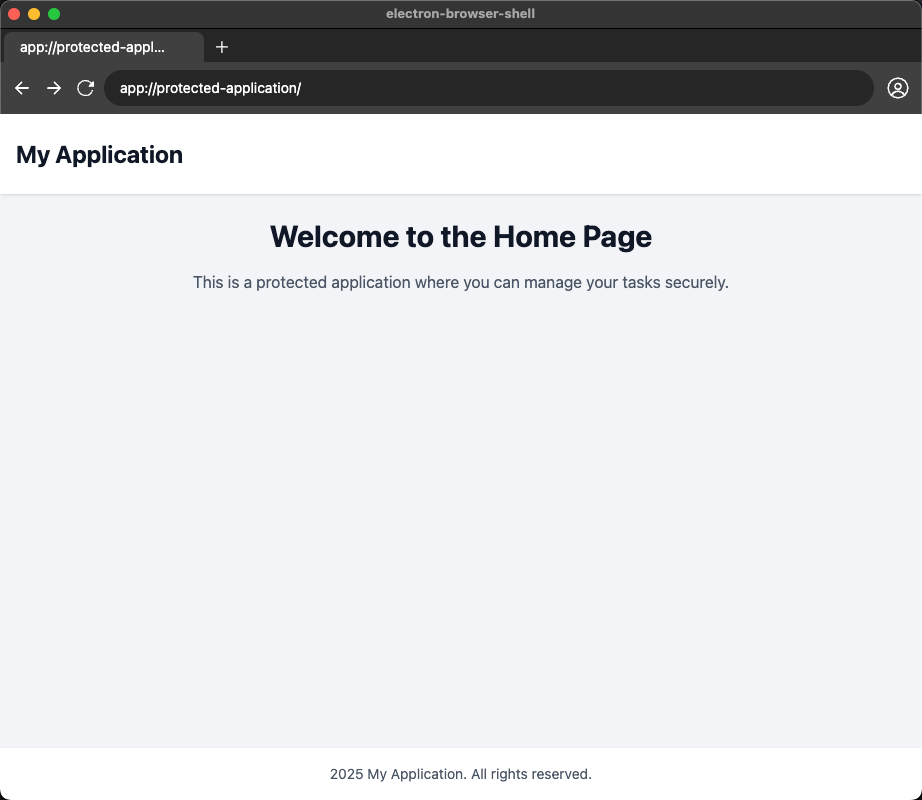 electron-browser-shell
app://protected-appl...
app://protected-application/
My Application
Welcome to the Home Page
This is a protected application where you can manage your tasks securely.
2025 My Application. All rights reserved.